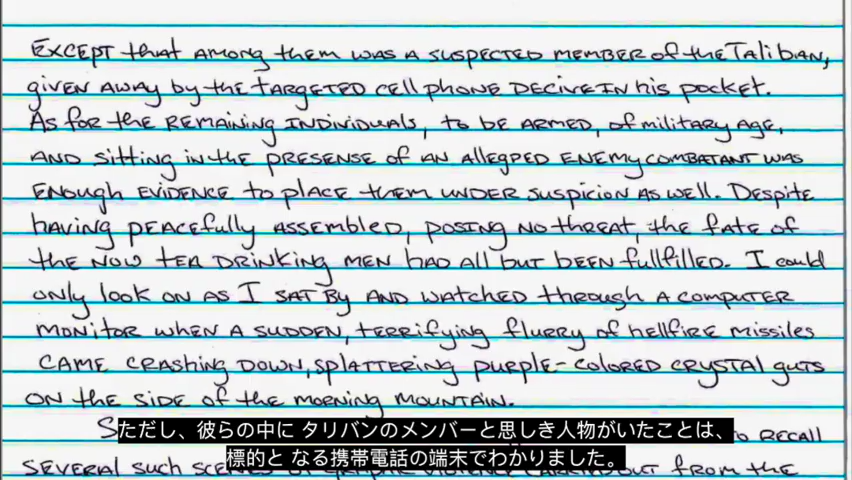 EXCEPT that AMONG them WAS A SUSPECTED MEMBER of the Taliban,
given AWAY by the TARGETED CELL phone DECIVE IN his pocket.
AS for the REMAINING INDIVIDUALS, to be ARMED, of military AGE,
AND sitting in the PRESENSE of AN AllEgPED ENEMY COMBATANT WAS
ENOUGH EVIDENCE to plACE them UNDER suspicion AS well. Despite
having pEACEfully ASSEMBLED, posiNg NO thREAT, the fate of
the NOW tEA DRINKING MEN HAD All but BEEN fullfilled. I could
only look on AS I SAT By AND WATCHED through A COMPUTER
MONITOR WHEN A SUDDEN, tERRifying flurry of hellfire missiles
CAME CRAShING DOWN, splATTERING purplE-COlORED CRYSTAL guts
ON the SIDE of the morning MOUNTAIN.
to RECALL
SEVERAL such
out from the
ただし、彼らの中に タリバンのメンバーと思しき人物がいたことは、
標的と なる携帯電話の端末でわかりました。